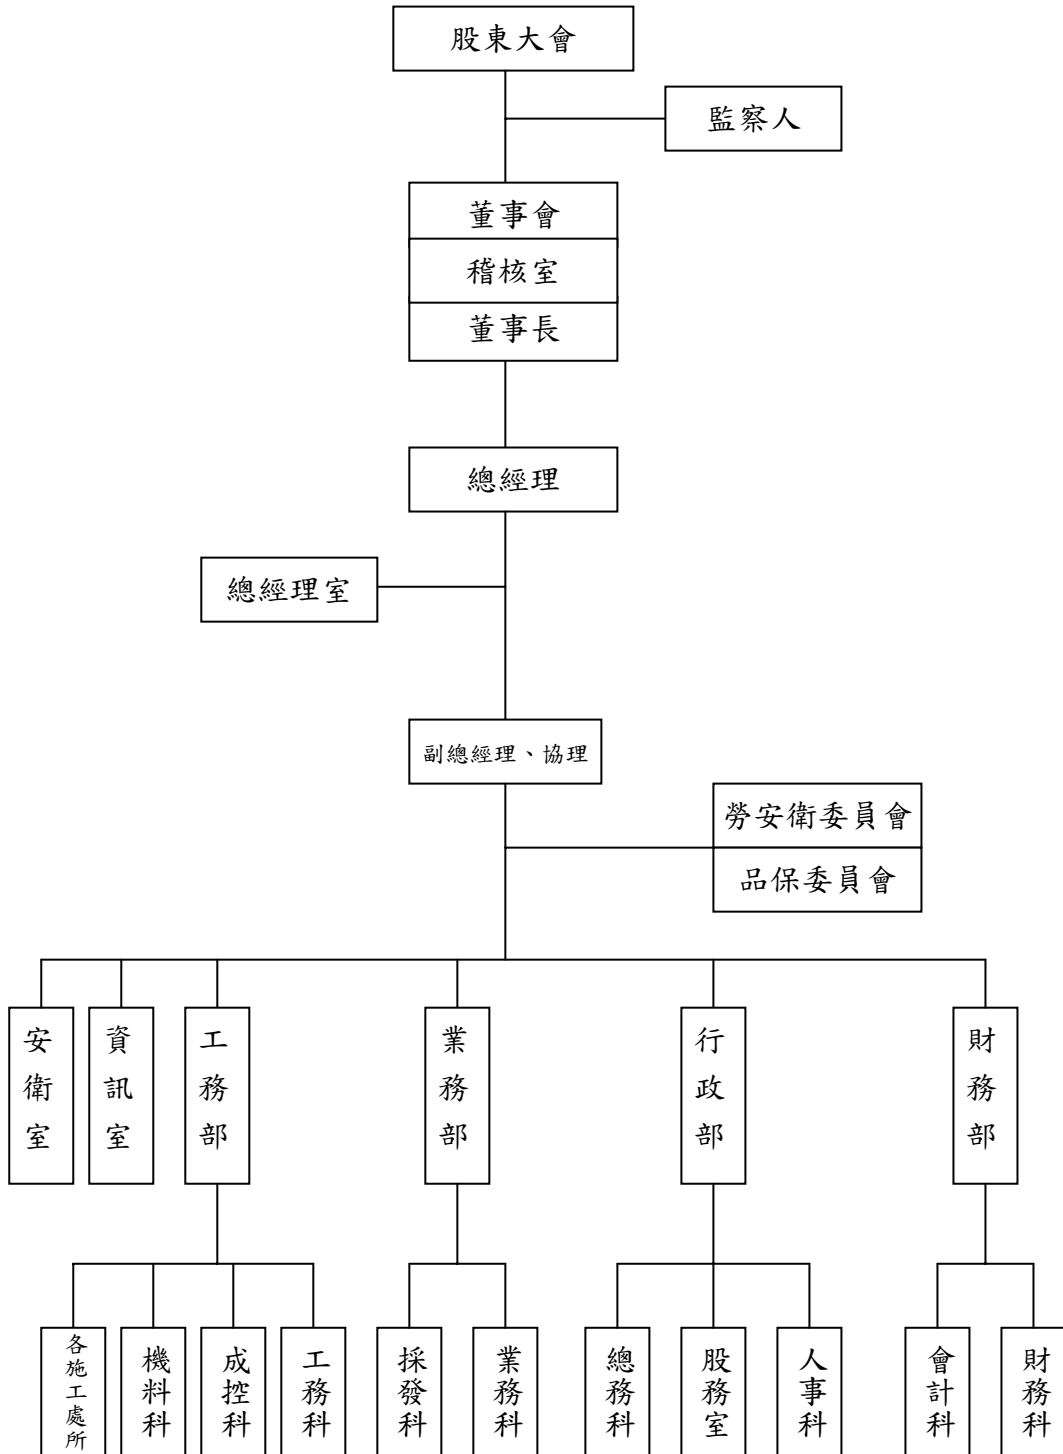 股東大會
監察人
董事會
稽核室
董事長
總經理
總經理室
副總經理、協理
勞安衛委員會
品保委員會
安衛室
資訊室
工務部
業務部
行政部
財務部
各施工處所
機料科
成控科
工務科
採發科
業務科
總務科
股務室
人事科
會計科
財務科